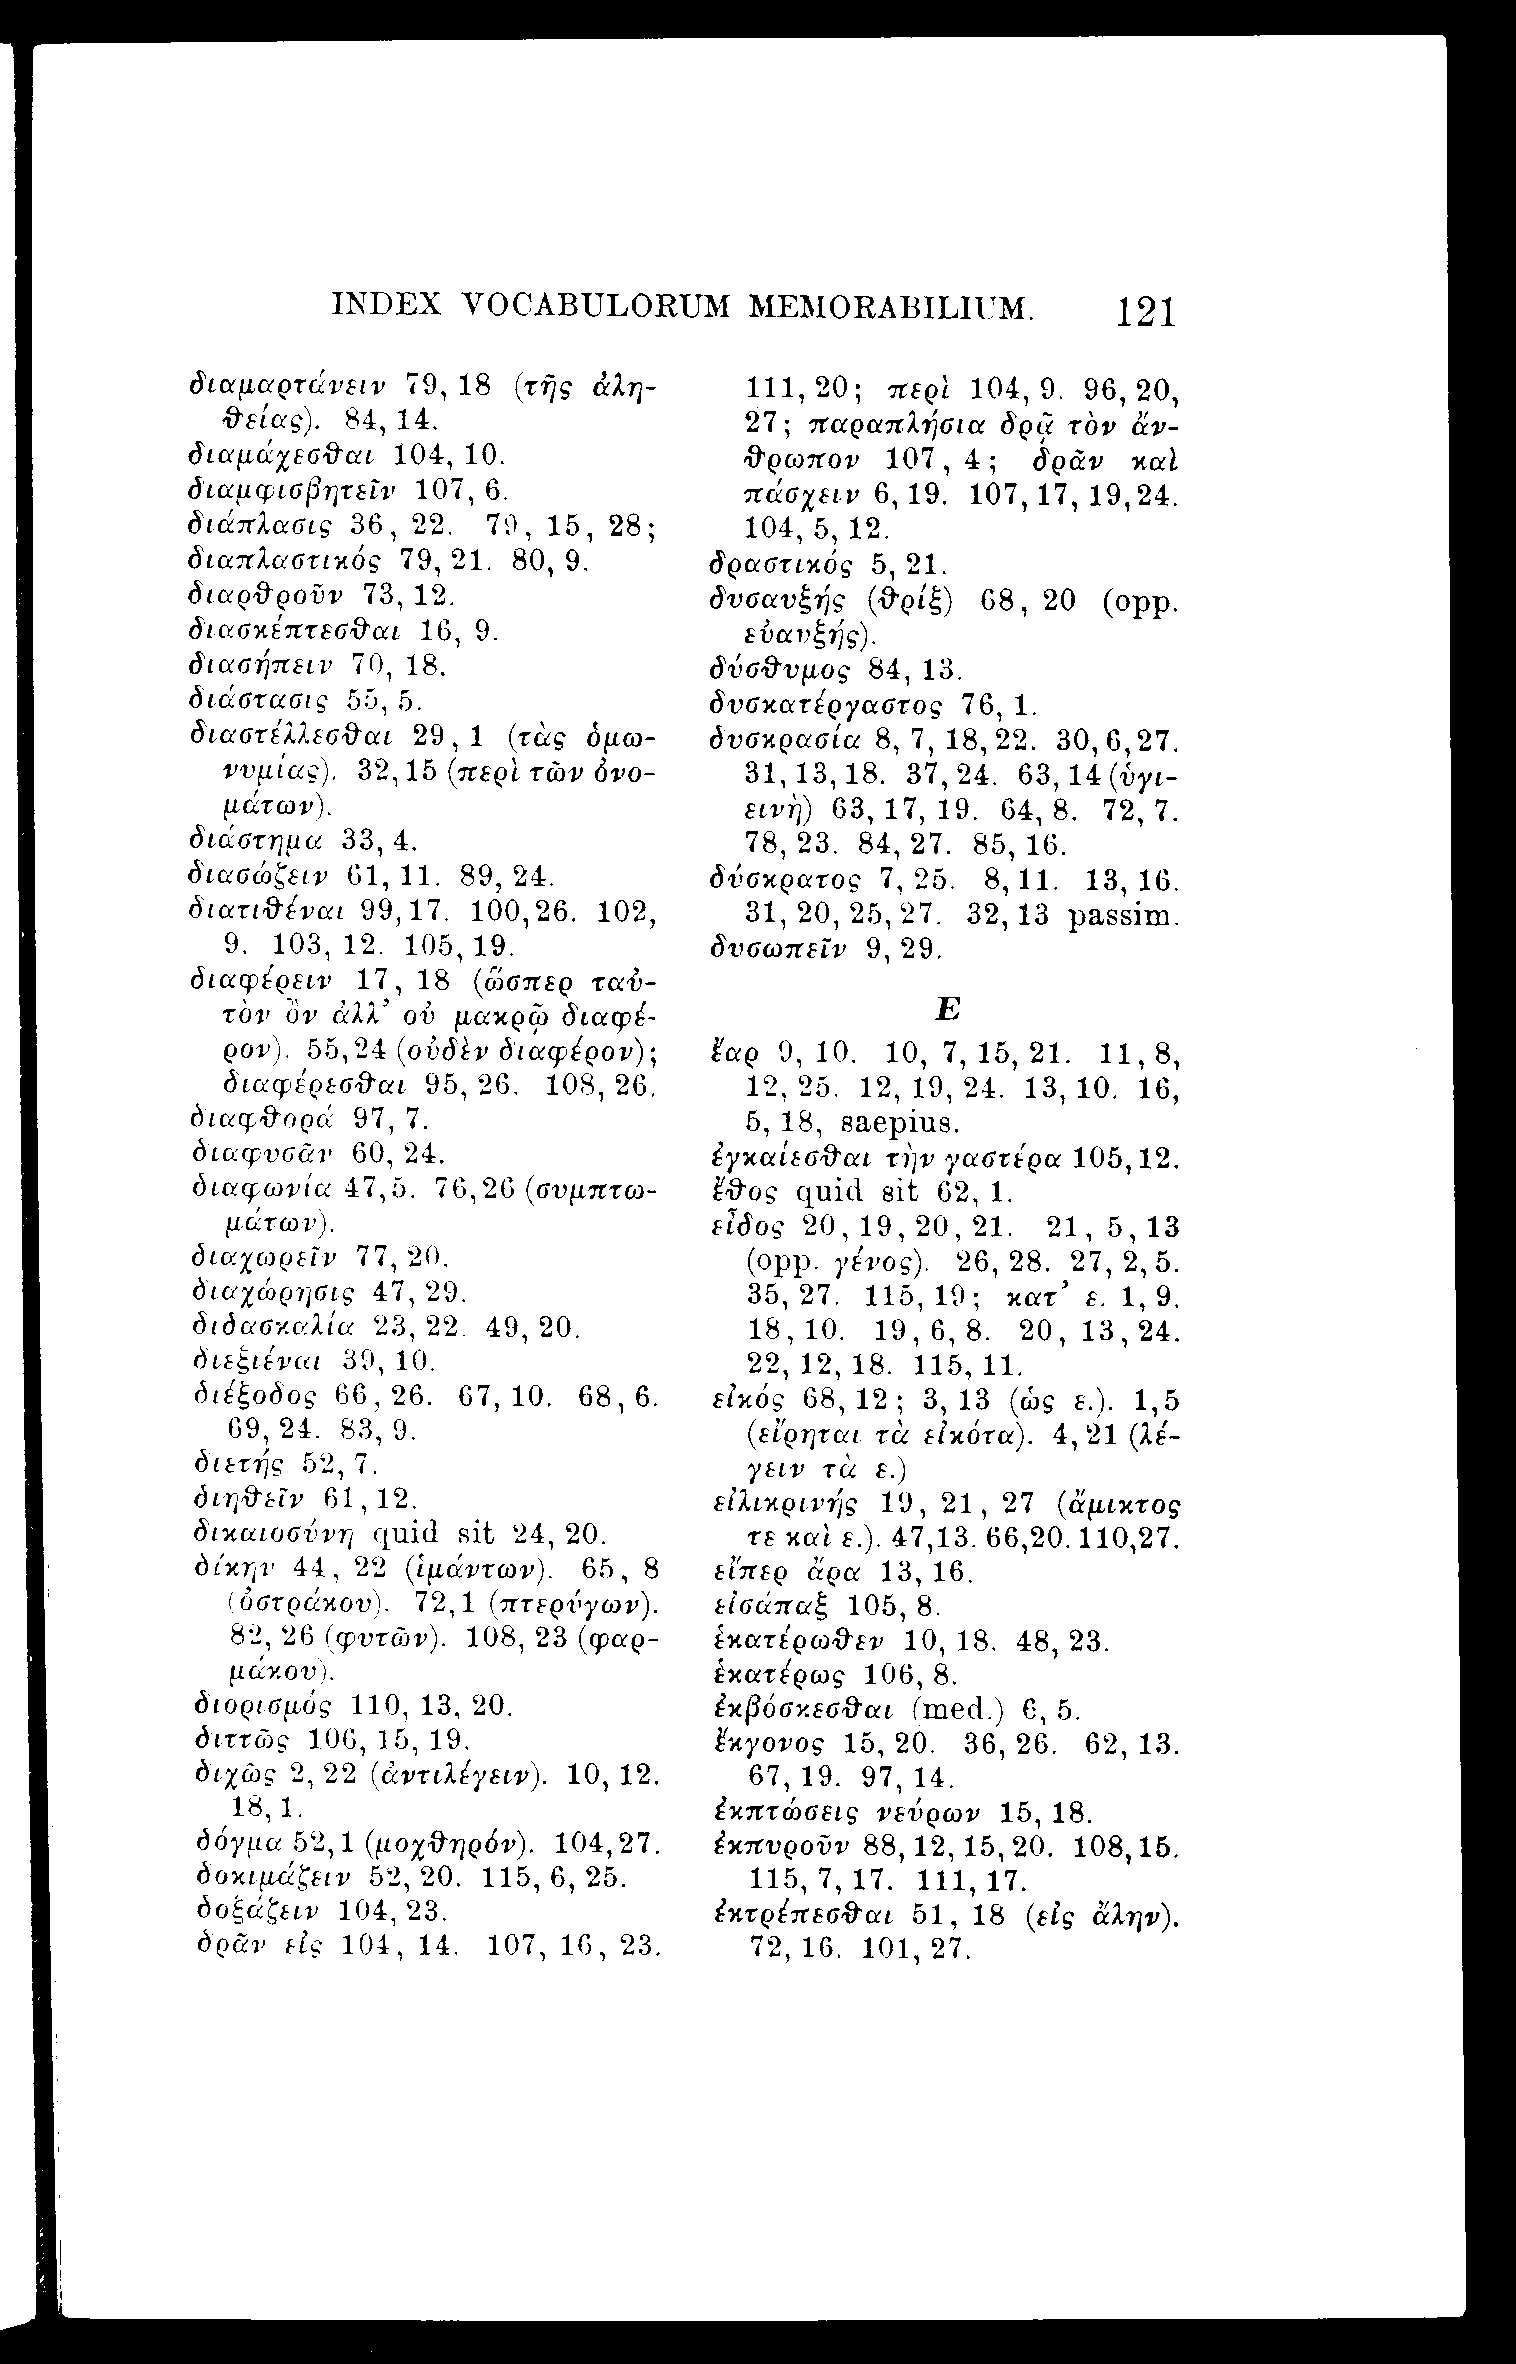 INDEX VOCABULORUM MEMORABILIUM. 121
διαμαρτάνειν 79, 18 (τῆς ἀλη-
θείας). 84, 14.
διαμάχεσθαι 104, 10.
διαμφισβητεῖν 107, 6.
διάπλασις 36, 22. 79, 15, 28;
διαπλαστικός 79, 21. 80, 9.
διαρθροῦν 73, 12.
διασκέπτεσθαι 16, 9.
διασήπειν 70, 18.
διάστασις 55, 5.
διαστέλλεσθαι 29, 1 (τὰς ὁμω-
νυμίας). 32, 15 (περὶ τῶν ὀνο-
μάτων).
διάστημα 33, 4.
διασώζειν 61, 11. 89, 24.
διατιθέναι 99, 17. 100, 26. 102,
9. 103, 12. 105, 19.
διαφέρειν 17, 18 (ὥσπερ ταὐ-
τὸν ὂν ἀλλ’ οὐ μακρῷ διαφέ-
ρον). 55, 24 (οὐδὲν διαφέρον);
διαφέρεσθαι 95, 26. 108, 26.
διαφθορά 97, 7.
διαφυσᾶν 60, 24.
διαφωνία 47, 5. 76, 26 (συμπτω-
μάτων).
διαχωρεῖν 77, 20.
διαχώρησις 47, 29.
διδασκαλία 23, 22. 49, 20.
διεξιέναι 39, 10.
διέξοδος 66, 26. 67, 10. 68, 6.
69, 24. 83, 9.
διετής 52, 7.
διηθεῖν 61, 12.
δικαιοσύνη quid sit 24, 20.
δίκην 44, 22 (ἱμάντων). 65, 8
(ὀστράκου). 72, 1 (πτερύγων).
82, 26 (φυτῶν). 108, 23 (φαρ-
μάκου).
διορισμός 110, 13, 20.
διττῶς 106, 15, 19.
διχῶς 2, 22 (ἀντιλέγειν). 10, 12.
18, 1.
δόγμα 52, 1 (μοχθηρόν). 104, 27.
δοκιμάζειν 52, 20. 115, 6, 25.
δοξάζειν 104, 23.
δρᾶν εἰς 104, 14. 107, 16, 23.
111, 20; περὶ 104, 9. 96, 20,
27; παραπλήσια δρᾷ τὸν ἄν-
θρωπον 107, 4; δρᾶν καὶ
πάσχειν 6, 19. 107, 17, 19, 24.
104, 5, 12.
δραστικός 5, 21.
δυσαυξής (θρίξ) 68, 20 (opp.
εὐαυξής).
δύσθυμος 84, 13.
δυσκατέργαστος 76, 1.
δυσκρασία 8, 7, 18, 22. 30, 6, 27.
31, 13, 18. 37, 24. 63, 14 (ὑγι-
εινὴ) 63, 17, 19. 64, 8. 72, 7.
78, 23. 84, 27. 85, 16.
δύσκρατος 7, 25. 8, 11. 13, 16.
31, 20, 25, 27. 32, 13 passim.
δυσωπεῖν 9, 29.
E
ἔαρ 9, 10. 10, 7, 15, 21. 11, 8,
12, 25. 12, 19, 24. 13, 10. 16,
5, 18, saepius.
ἐγκαίεσθαι τὴν γαστέρα 105, 12.
ἔθος quid sit 62, 1.
εἶδος 20, 19, 20, 21. 21, 5, 13
(opp. γένος). 26, 28. 27, 2, 5.
35, 27. 115, 19; κατ’ ε. 1, 9.
18, 10. 19, 6, 8. 20, 13, 24.
22, 12, 18. 115, 11.
εἰκός 68, 12; 3, 13 (ὡς ε.). 1, 5
(εἴρηται τὰ εἰκότα). 4, 21 (λέ-
γειν τὰ ε.)
εἰλικρινής 19, 21, 27 (ἄμικτος
τε καὶ ε.). 47, 13. 66, 20. 110, 27.
εἴπερ ἄρα 13, 16.
εἰσάπαξ 105, 8.
ἑκατέρωθεν 10, 18. 48, 23.
ἑκατέρως 106, 8.
ἐκβόσκεσθαι (med.) 6, 5.
ἔκγονος 15, 20. 36, 26. 62, 13.
67, 19. 97, 14.
ἐκπτώσεις νεύρων 15, 18.
ἐκπυροῦν 88, 12, 15, 20. 108, 15.
115, 7, 17. 111, 17.
ἐκτρέπεσθαι 51, 18 (εἰς ἄλην).
72, 16. 101, 27.